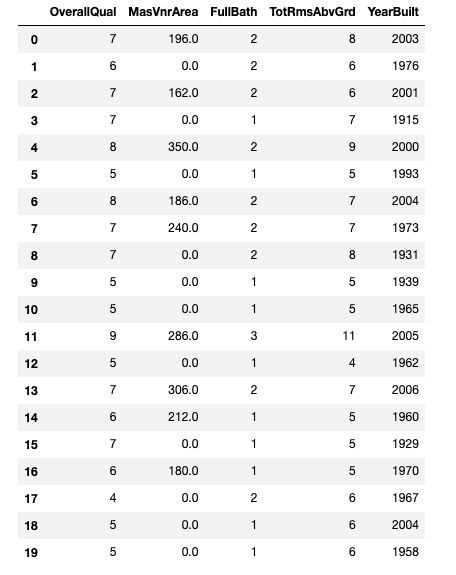 OverallQual MasVnrArea FullBath TotRmsAbvGrd YearBuilt
0 7 196.0 2 8 2003
1 6 0.0 2 6 1976
2 7 162.0 2 6 2001
3 7 0.0 1 7 1915
4 8 350.0 2 9 2000
5 5 0.0 1 5 1993
6 8 186.0 2 7 2004
7 7 240.0 2 7 1973
8 7 0.0 2 8 1931
9 5 0.0 1 5 1939
10 5 0.0 1 5 1965
11 9 286.0 3 11 2005
12 5 0.0 1 4 1962
13 7 306.0 2 7 2006
14 6 212.0 1 5 1960
15 7 0.0 1 5 1929
16 6 180.0 1 5 1970
17 4 0.0 2 6 1967
18 5 0.0 1 6 2004
19 5 0.0 1 6 1958